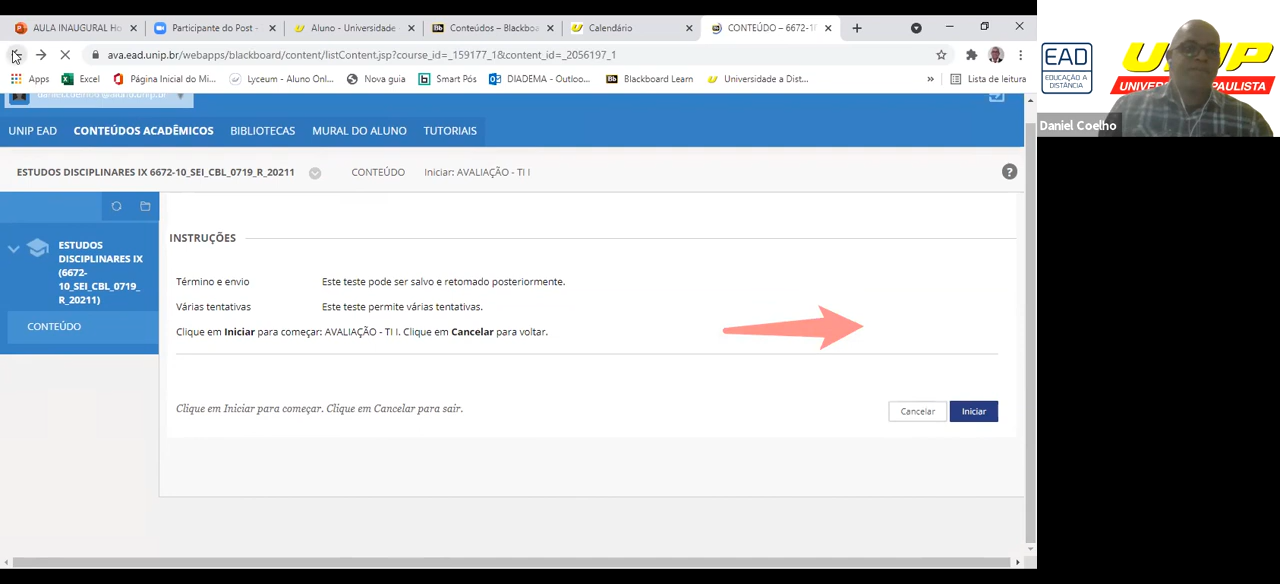 AULA INAUGURAL Ho
Participante do Post -
Aluno - Universidade
Conteúdos – Blackboa
Calendário
CONTEÚDO – 6672-1
ava.ead.unip.br/webapps/blackboard/content/listContent.jsp?course_id=_159177_1&content_id=_2056197_1
Apps
Excel
Página Inicial do Mi...
Lyceum - Aluno Onl...
Nova guia
Smart Pós
DIADEMA - Outloo...
Blackboard Learn
Universidade a Dist...
»
Lista de leitura
UNIP EAD
CONTEÚDOS ACADÊMICOS
BIBLIOTECAS
MURAL DO ALUNO
TUTORIAIS
ESTUDOS DISCIPLINARES IX 6672-10_SEI_CBL_0719_R_20211
CONTEÚDO
Iniciar: AVALIAÇÃO - TI I
?
ESTUDOS
DISCIPLINARES IX
(6672-
10_SEI_CBL_0719_
R_20211)
CONTEÚDO
INSTRUÇÕES
Término e envio
Este teste pode ser salvo e retomado posteriormente.
Várias tentativas
Este teste permite várias tentativas.
Clique em Iniciar para começar: AVALIAÇÃO - TI I. Clique em Cancelar para voltar.
Clique em Iniciar para começar. Clique em Cancelar para sair.
Cancelar
Iniciar
EAD
EDUCAÇÃO A
DISTÂNCIA
UNIP
Daniel Coelho